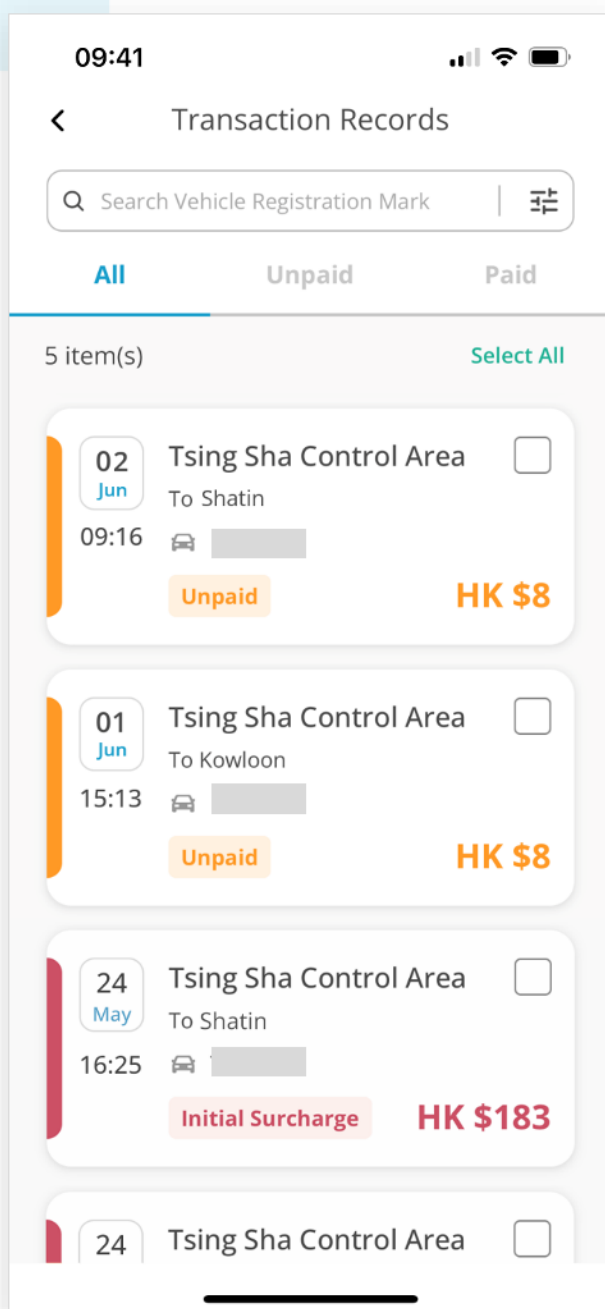 09:41
Transaction Records
Search Vehicle Registration Mark
All Unpaid Paid
5 item(s) Select All
02 Tsing Sha Control Area
Jun To Shatin
09:16
Unpaid HK $8
01 Tsing Sha Control Area
Jun To Kowloon
15:13
Unpaid HK $8
24 Tsing Sha Control Area
May To Shatin
16:25
Initial Surcharge HK $183
24 Tsing Sha Control Area